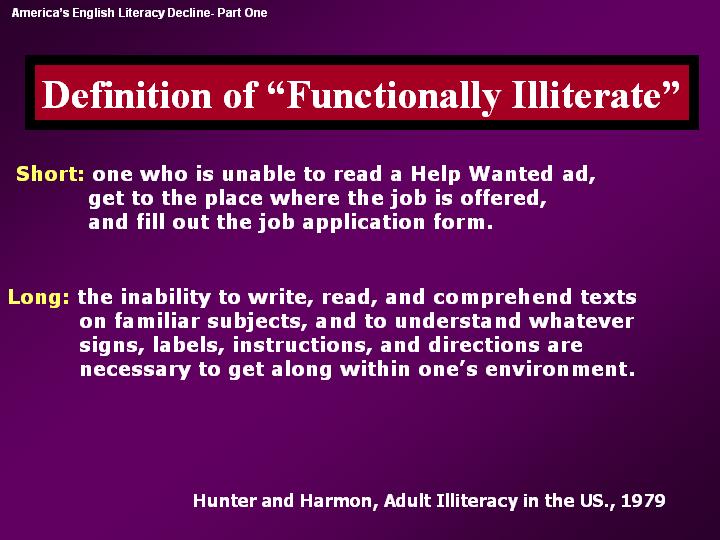 America's English Literacy Decline- Part One
Definition of “Functionally Illiterate”
Short: one who is unable to read a Help Wanted ad,
get to the place where the job is offered,
and fill out the job application form.
Long: the inability to write, read, and comprehend texts
on familiar subjects, and to understand whatever
signs, labels, instructions, and directions are
necessary to get along within one’s environment.
Hunter and Harmon, Adult Illiteracy in the US., 1979